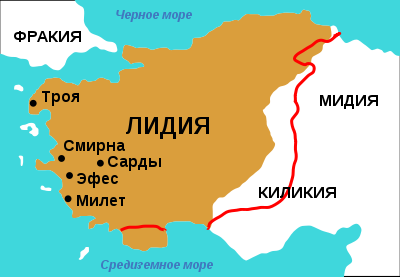 Черное море
ФРАКИЯ
Троя
МИДИЯ
ЛИДИЯ
Смирна
Сарды
Эфес
КИЛИКИЯ
Милет
Средиземное море